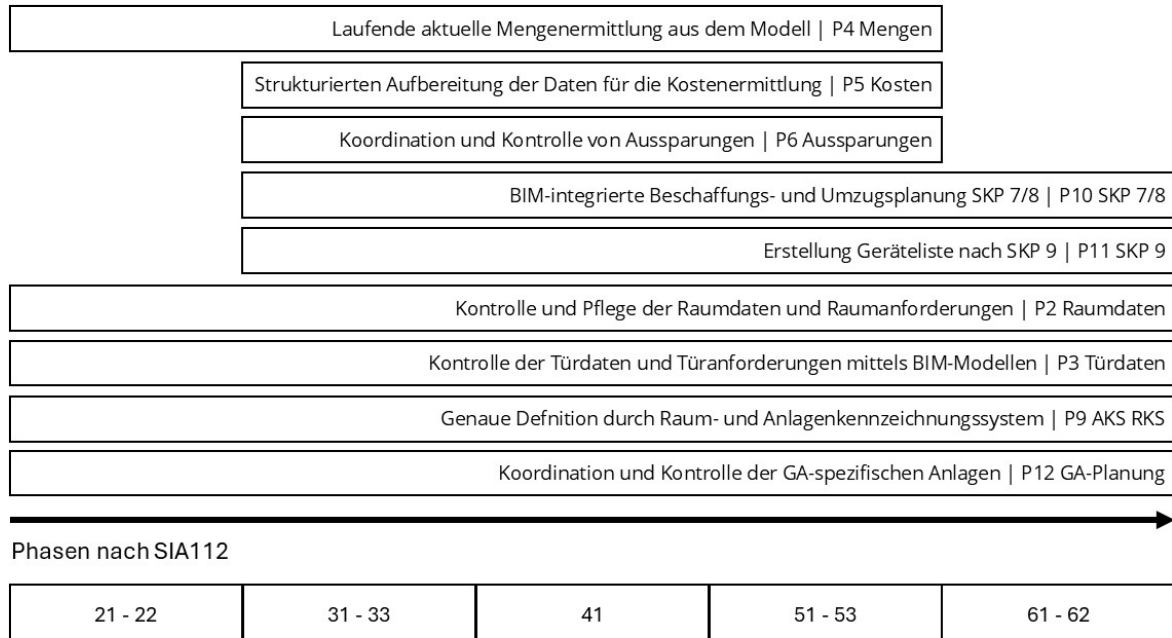 Laufende aktuelle Mengenermittlung aus dem Modell | P4 Mengen
Strukturierten Aufbereitung der Daten für die Kostenermittlung | P5 Kosten
Koordination und Kontrolle von Aussparungen | P6 Aussparungen
BIM-integrierte Beschaffungs- und Umzugsplanung SKP 7/8 | P10 SKP 7/8
Erstellung Geräteliste nach SKP 9 | P11 SKP 9
Kontrolle und Pflege der Raumdaten und Raumanforderungen | P2 Raumdaten
Kontrolle der Türdaten und Türanforderungen mittels BIM-Modellen | P3 Türdaten
Genaue Defnition durch Raum- und Anlagenkennzeichnungssystem | P9 AKS RKS
Koordination und Kontrolle der GA-spezifischen Anlagen | P12 GA-Planung
Phasen nach SIA112
21 - 22
31 - 33
41
51 - 53
61 - 62